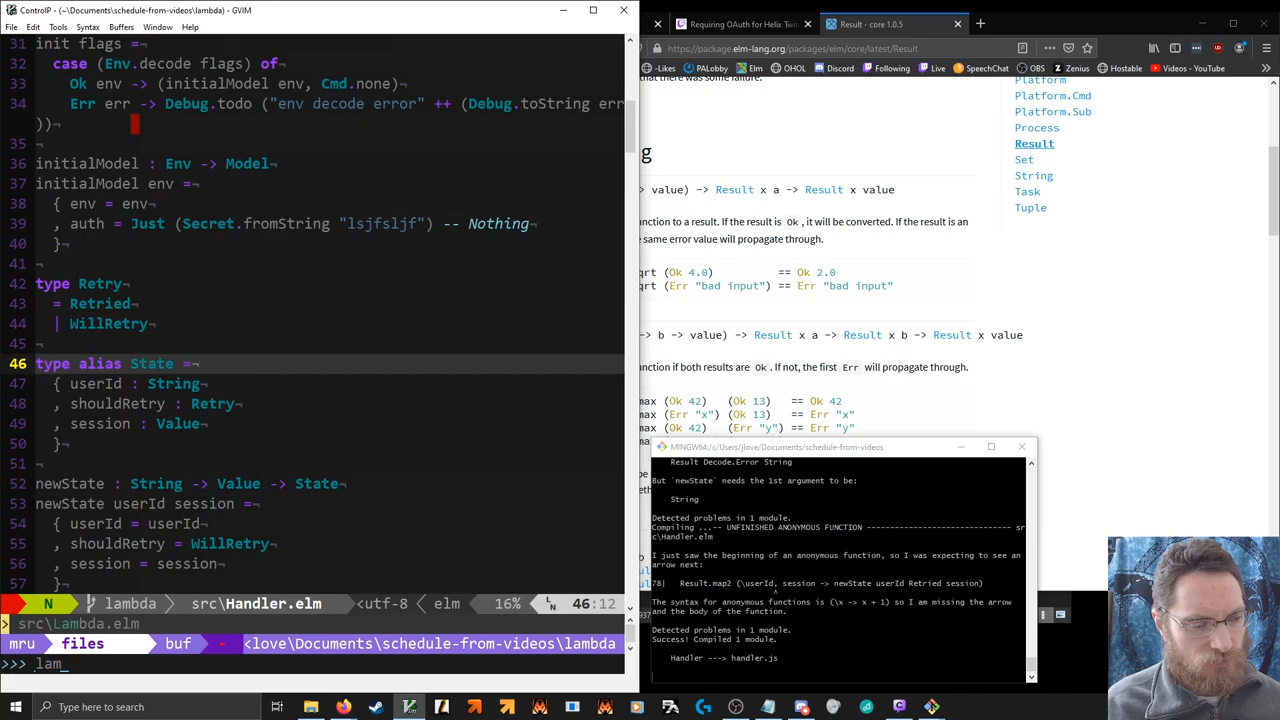 ControlP - (~\Documents\schedule-from-videos\lambda) - GVIM
File Edit Tools Syntax Buffers Window Help
31 init flags =¬
32 case (Env.decode flags) of¬
33 Ok env -> (initialModel env, Cmd.none)¬
34 Err err -> Debug.todo ("env decode error" ++ (Debug.toString err
))¬
35 ¬
36 initialModel : Env -> Model¬
37 initialModel env =¬
38 { env = env¬
39 , auth = Just (Secret.fromString "lsjfsljf") -- Nothing¬
40 }¬
41 ¬
42 type Retry¬
43 = Retried¬
44 | WillRetry¬
45 ¬
46 type alias State =¬
47 { userId : String¬
48 , shouldRetry : Retry¬
49 , session : Value¬
50 }¬
51 ¬
52 newState : String -> Value -> State¬
53 newState userId session =¬
54 { userId = userId¬
55 , shouldRetry = WillRetry¬
56 , session = session¬
57 }¬
N lambda src\Handler.elm <utf-8 elm 16% LN 46:12
> src\Lambda.elm
mru files buf - <love\Documents\schedule-from-videos\lambda
>>> lam_
Requiring OAuth for Helix Twi
Result - core 1.0.5
https://package.elm-lang.org/packages/elm/core/latest/Result
-Likes PALobby Elm OHOL Following Live SpeechChat OBS Zenias Hostable Videos - YouTube
that there was some failure.
g
> value) -> Result x a -> Result x value
unction to a result. If the result is Ok, it will be converted. If the result is an
e same error value will propagate through.
qrt (Ok 4.0) == Ok 2.0
qrt (Err "bad input") == Err "bad input"
-> b -> value) -> Result x a -> Result x b -> Result x value
unction if both results are Ok. If not, the first Err will propagate through.
max (Ok 42) (Ok 13) == Ok 42
max (Err "x") (Ok 13) == Err "x"
max (Ok 42) (Err "y") == Err "y"
Platform
Platform.Cmd
Platform.Sub
Process
Result
Set
String
Task
Tuple
MINGW64:/c/Users/jlove/Documents/schedule-from-videos
Result Decode.Error String
But `newState` needs the 1st argument to be:
String
Detected problems in 1 module.
Compiling ...-- UNFINISHED ANONYMOUS FUNCTION ------------------------------- sr
c\Handler.elm
I just saw the beginning of an anonymous function, so I was expecting to see an
arrow next:
78| Result.map2 (\userId, session -> newState userId Retried session)
^
The syntax for anonymous functions is (\x -> x + 1) so I am missing the arrow
and the body of the function.
Detected problems in 1 module.
Success! Compiled 1 module.
Handler ---> handler.js
Type here to search